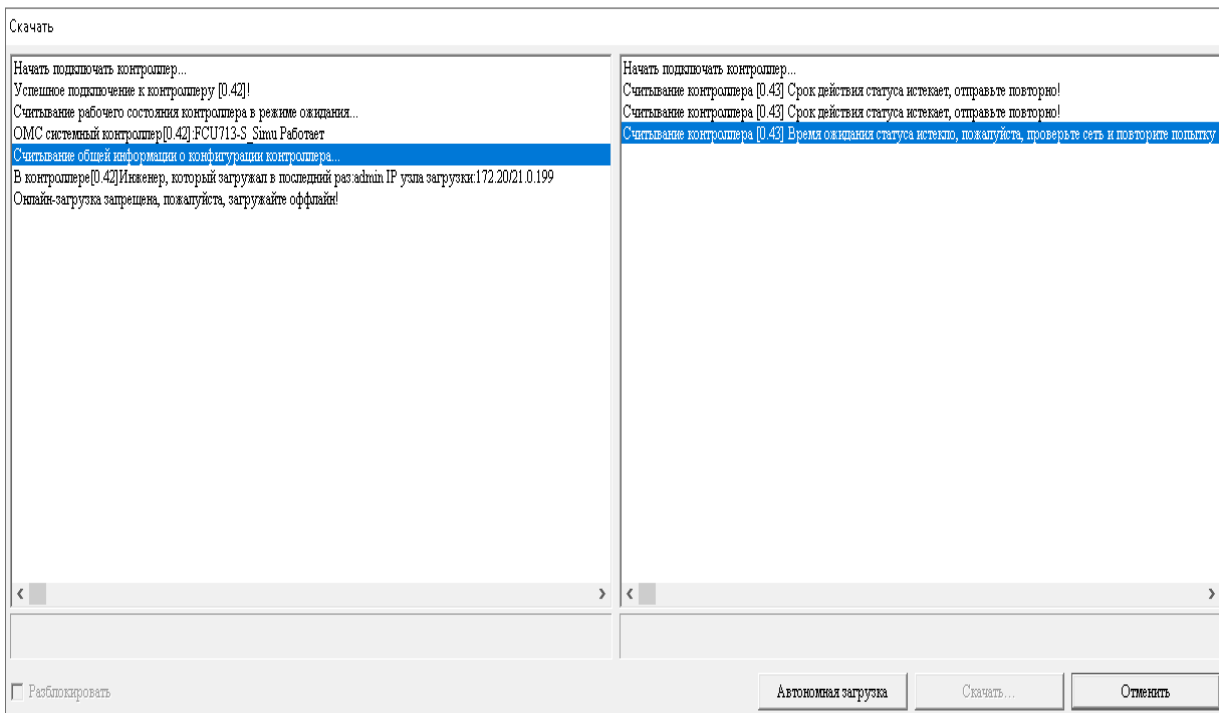 Скачать
Начать подключать контроллер...
Успешное подключение к контроллеру [0.42]!
Считывание рабочего состояния контроллера в режиме ожидания...
ОМС системный контроллер[0.42]:FCU713-S_Simu Работает
Считывание общей информации о конфигурации контроллера...
В контроллере[0.42]Инженер, который загружал в последний раз:admin IP узла загрузки:172.20/21.0.199
Онлайн-загрузка запрещена, пожалуйста, загружайте оффлайн!
Начать подключать контроллер...
Считывание контроллера [0.43] Срок действия статуса истекает, отправьте повторно!
Считывание контроллера [0.43] Срок действия статуса истекает, отправьте повторно!
Считывание контроллера [0.43] Время ожидания статуса истекло, пожалуйста, проверьте сеть и повторите попытку
Разблокировать
Автономная загрузка
Скачать...
Отменить